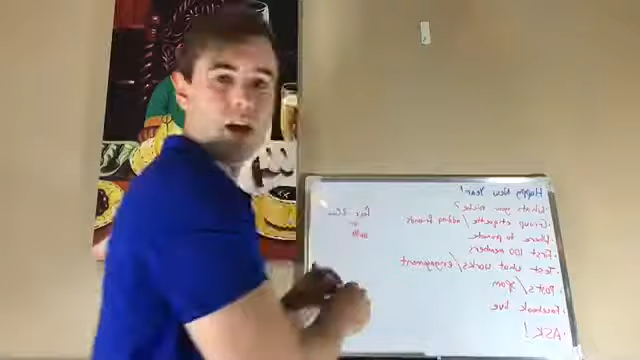 Happy New Year!
· What's you niche?
· Group etiquette / adding friends
· Where to promote
· First 100 members
· Test what works / engagement
· Posts / spam
· Facebook live
· ASK!